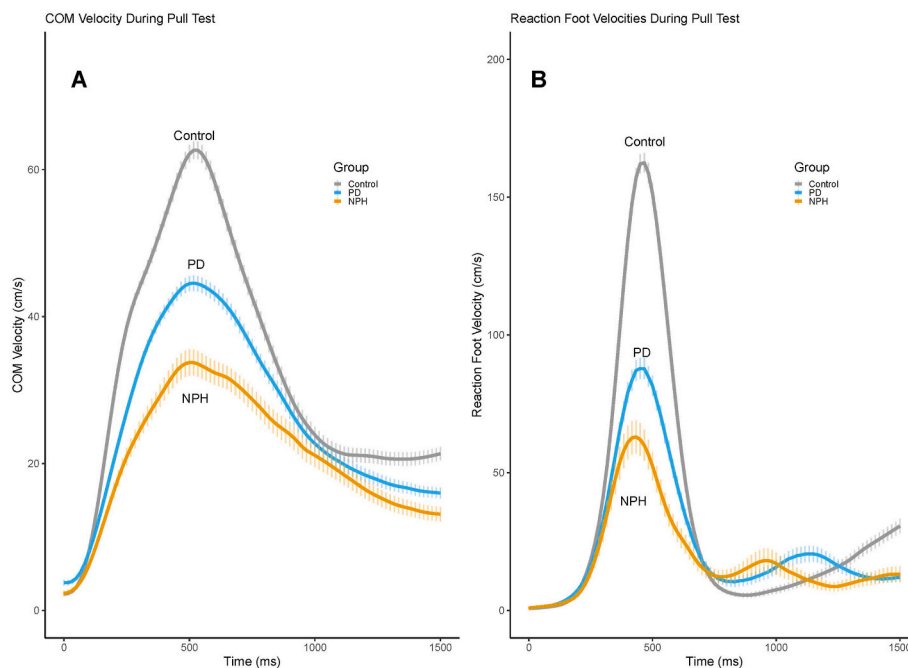 COM Velocity During Pull Test
A
Control
Group
Control
PD
NPH
PD
NPH
COM Velocity (cm/s)
60
40
20
0
0
500
1000
1500
Time (ms)
Reaction Foot Velocities During Pull Test
B
Control
Group
Control
PD
NPH
PD
NPH
Reaction Foot Velocity (cm/s)
200
150
100
50
0
0
500
1000
1500
Time (ms)